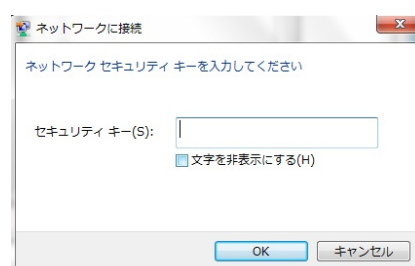 ネットワークに接続
ネットワーク セキュリティ キーを入力してください
セキュリティ キー(S):
文字を非表示にする(H)
OK
キャンセル